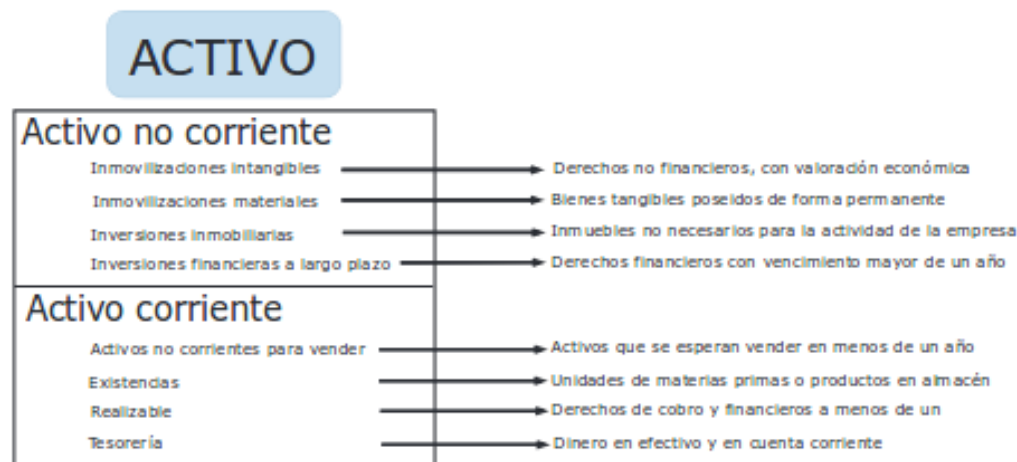 ACTIVO
Activo no corriente
Inmovilizaciones intangibles Derechos no financieros, con valoración económica
Inmovilizaciones materiales Bienes tangibles poseidos de forma permanente
Inversiones inmobiliarias Inmuebles no necesarios para la actividad de la empresa
Inversiones financieras a largo plazo Derechos financieros con vencimiento mayor de un año
Activo corriente
Activos no corrientes para vender Activos que se esperan vender en menos de un año
Existencias Unidades de materias primas o productos en almacén
Realizable Derechos de cobro y financieros a menos de un
Tesorería Dinero en efectivo y en cuenta corriente